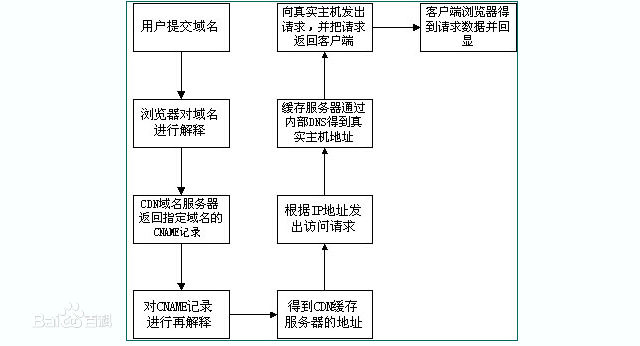 用户提交域名
浏览器对域名
进行解释
CDN域名服务器
返回指定域名的
CNAME记录
对CNAME记录
进行再解释
得到CDN缓存
服务器的地址
根据IP地址发
出访问请求
缓存服务器通过
内部DNS得到真
实主机地址
向真实主机发出
请求,并把请求
返回客户端
客户端浏览器得
到请求数据并回
显
Bai百科